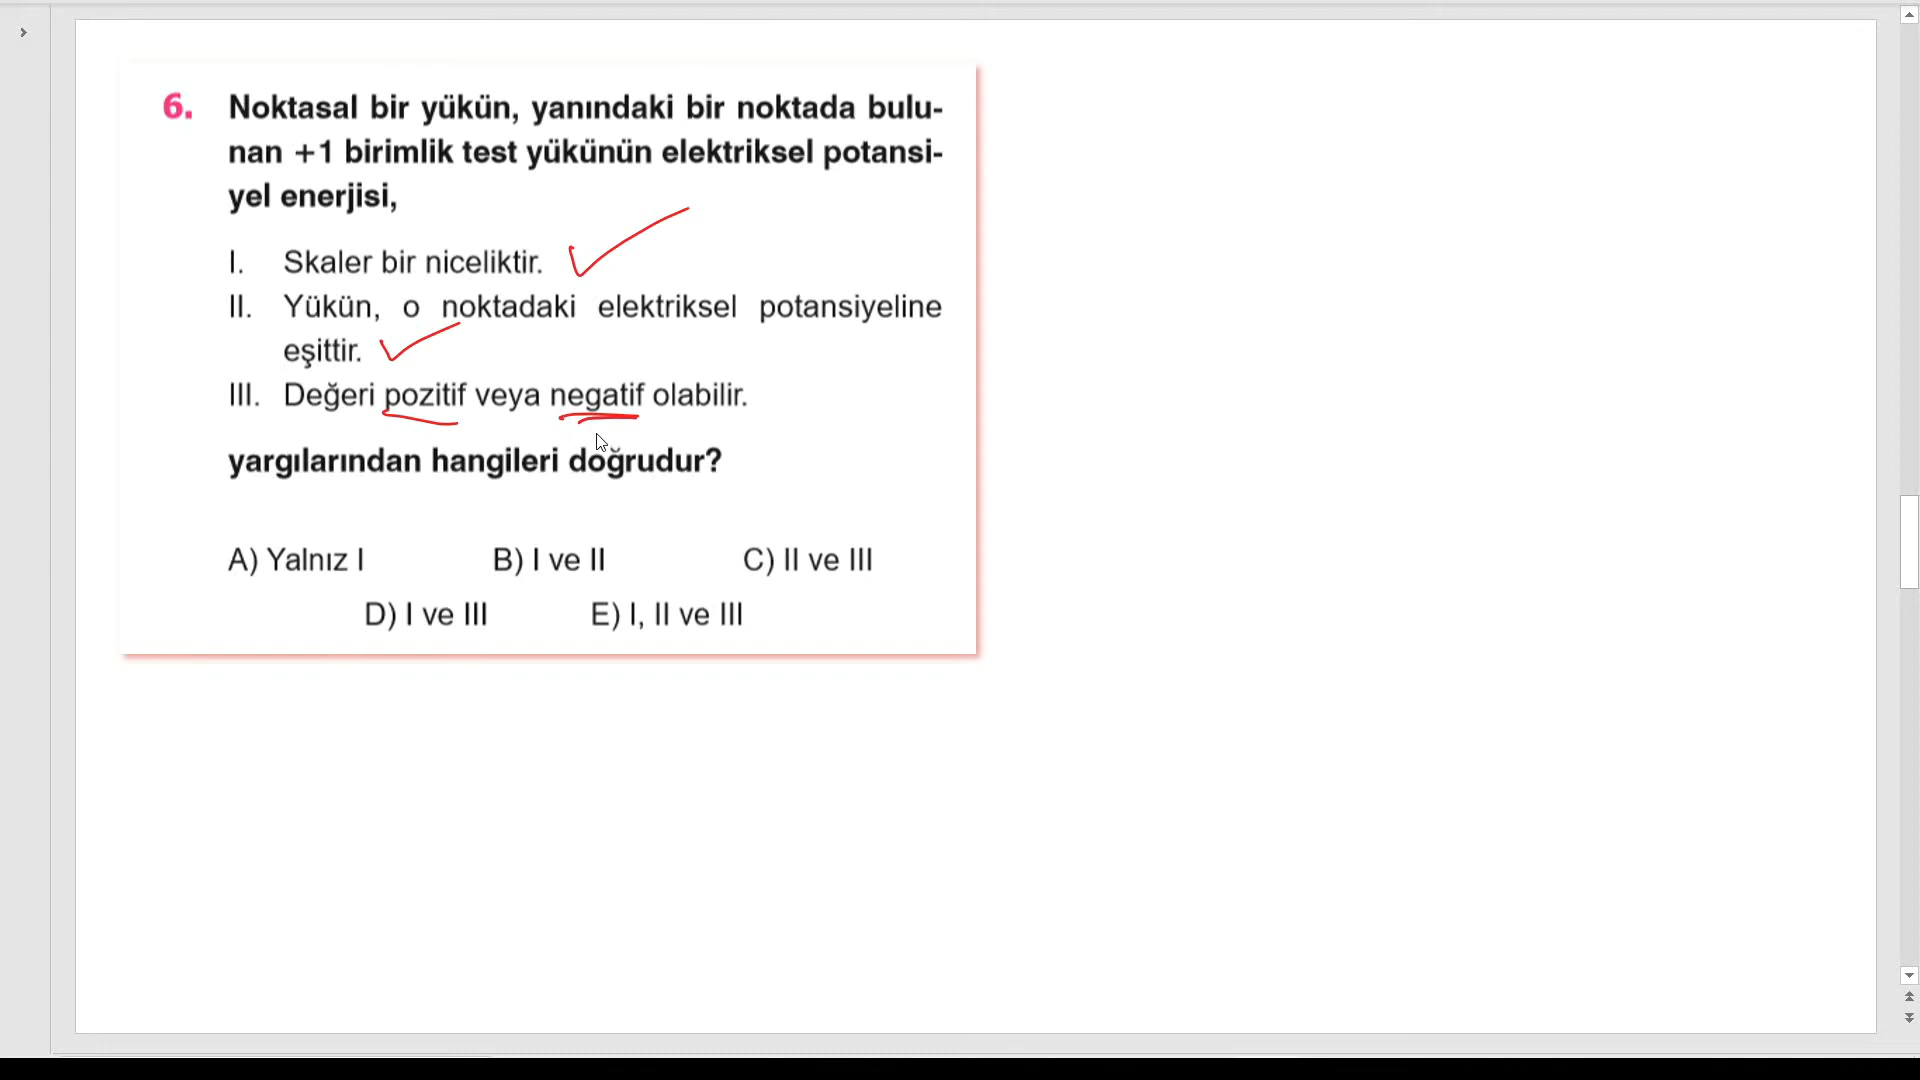 6. Noktasal bir yükün, yanındaki bir noktada bulu-
nan +1 birimlik test yükünün elektriksel potansi-
yel enerjisi,
I. Skaler bir niceliktir.
II. Yükün, o noktadaki elektriksel potansiyeline
eşittir.
III. Değeri pozitif veya negatif olabilir.
yargılarından hangileri doğrudur?
A) Yalnız I B) I ve II C) II ve III
D) I ve III E) I, II ve III